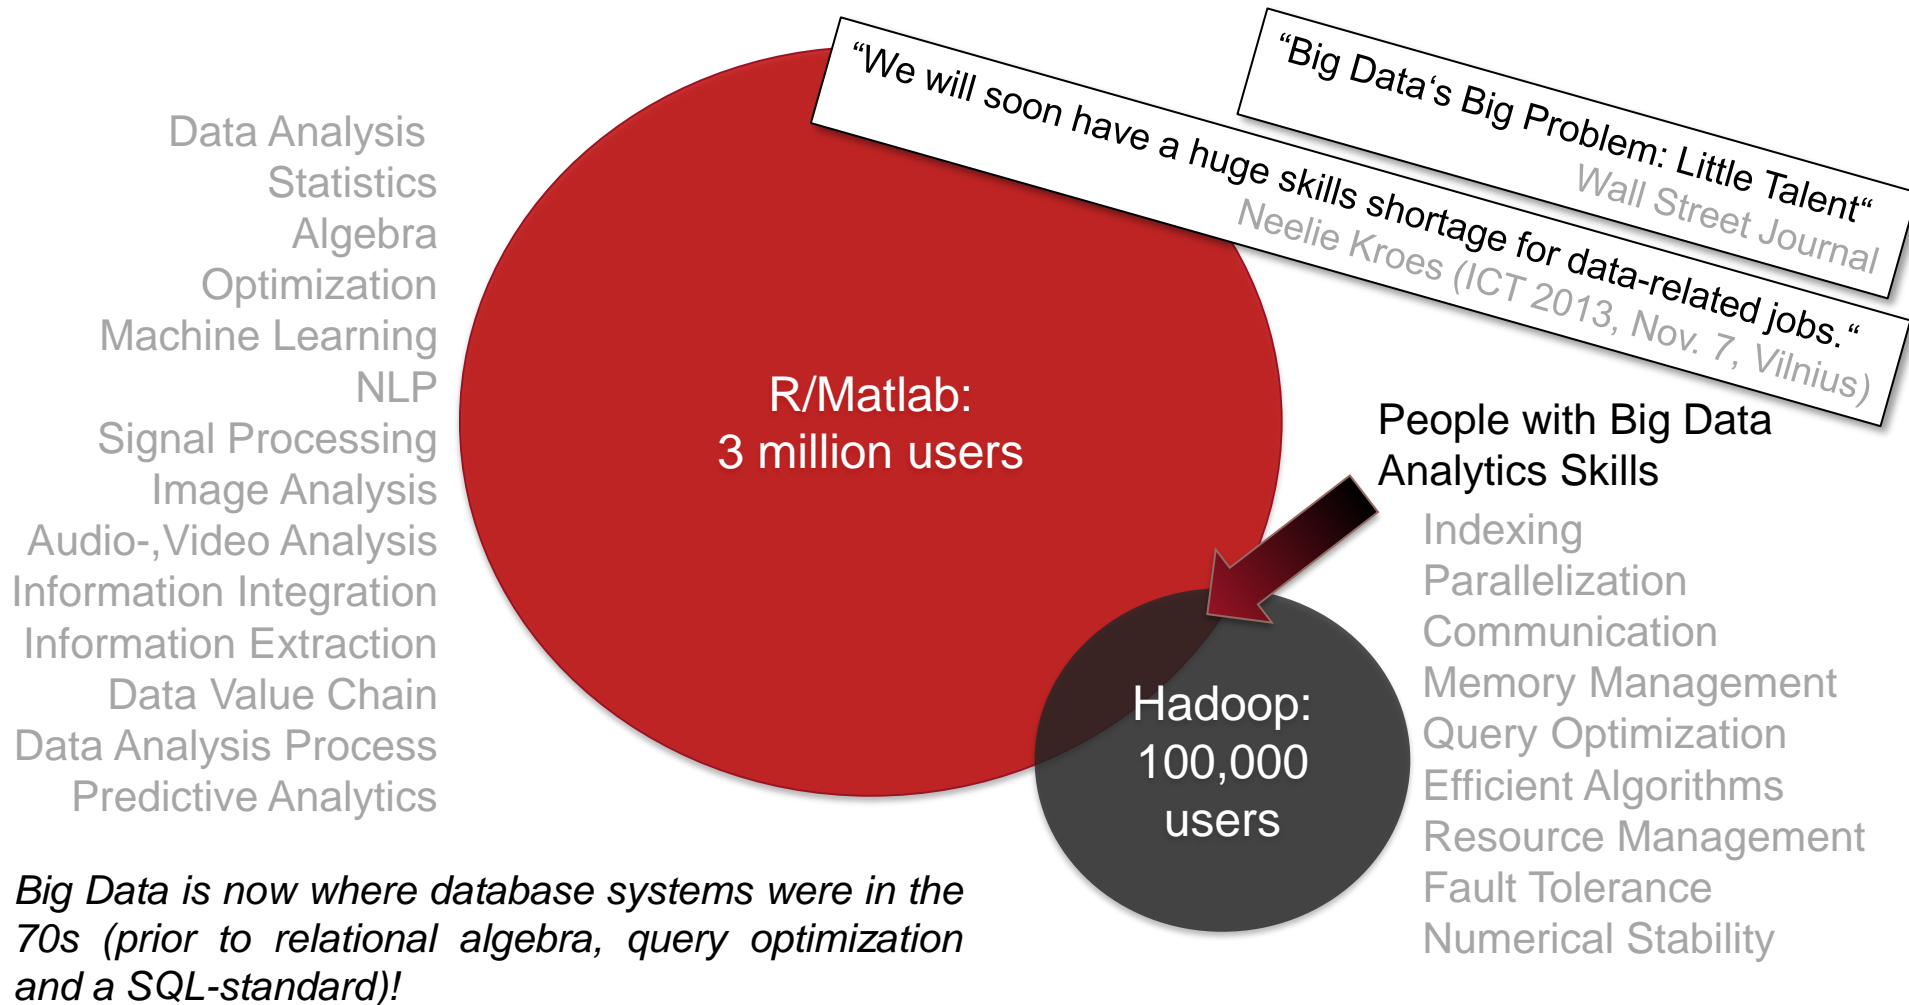 “We will soon have a huge skills shortage for data-related jobs.“
Neelie Kroes (ICT 2013, Nov. 7, Vilnius)
“Big Data‘s Big Problem: Little Talent“
Wall Street Journal
Data Analysis
Statistics
Algebra
Optimization
Machine Learning
NLP
Signal Processing
Image Analysis
Audio-,Video Analysis
Information Integration
Information Extraction
Data Value Chain
Data Analysis Process
Predictive Analytics
R/Matlab:
3 million users
People with Big Data
Analytics Skills
Hadoop:
100,000
users
Indexing
Parallelization
Communication
Memory Management
Query Optimization
Efficient Algorithms
Resource Management
Fault Tolerance
Numerical Stability
Big Data is now where database systems were in the
70s (prior to relational algebra, query optimization
and a SQL-standard)!